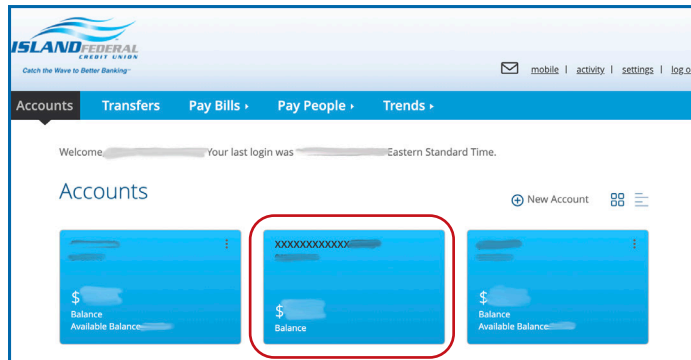 ISLAND FEDERAL
CREDIT UNION
Catch the Wave to Better Banking
mobile | activity | settings | log o
Accounts Transfers Pay Bills Pay People Trends
Welcome Your last login was Eastern Standard Time.
Accounts
New Account
XXXXXXXXXXXX
$ $ $
Balance Balance Balance
Available Balance Available Balance